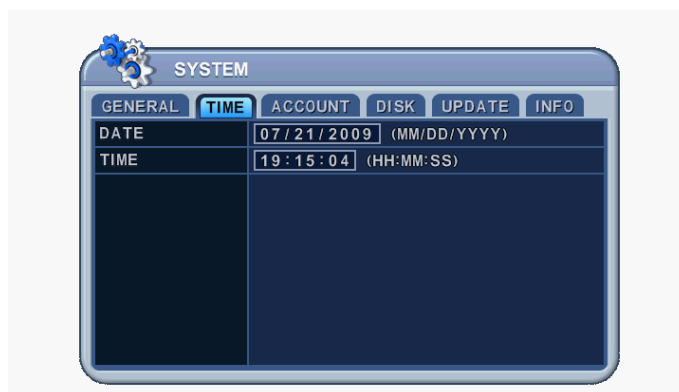 SYSTEM
GENERAL TIME ACCOUNT DISK UPDATE INFO
DATE 07/21/2009 (MM/DD/YYYY)
TIME 19:15:04 (HH:MM:SS)